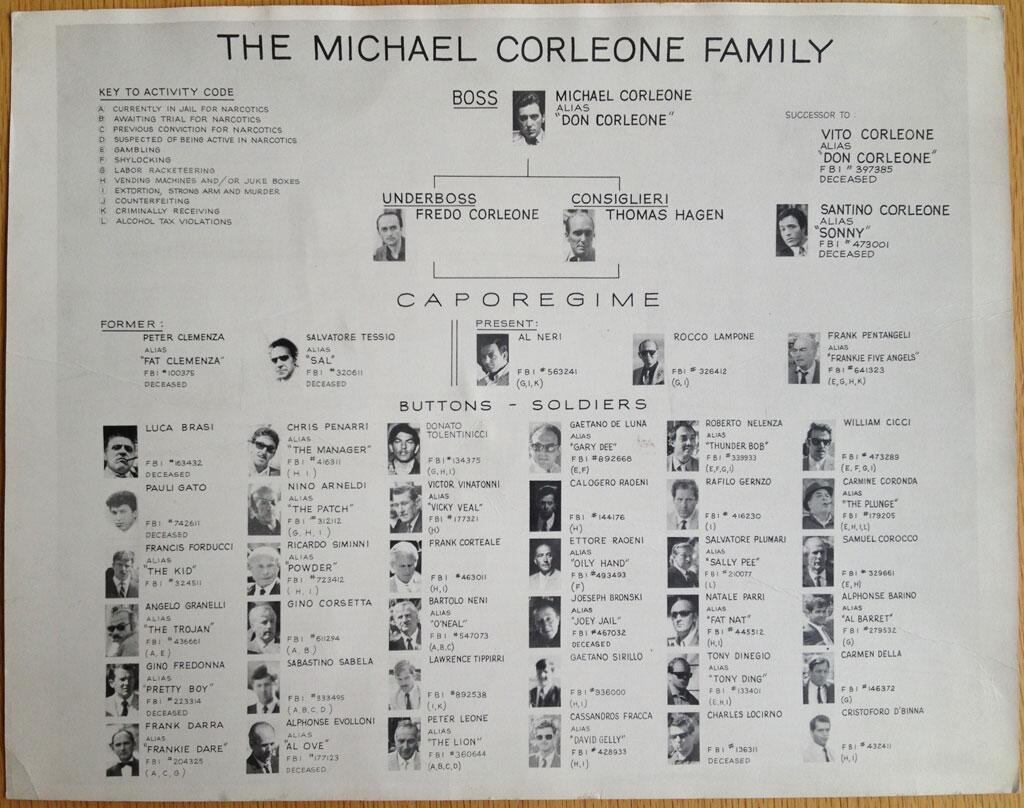 THE MICHAEL CORLEONE FAMILY
KEY TO ACTIVITY CODE
A CURRENTLY IN JAIL FOR NARCOTICS
B AWAITING TRIAL FOR NARCOTICS
C PREVIOUS CONVICTION FOR NARCOTICS
D SUSPECTED OF BEING ACTIVE IN NARCOTICS
E GAMBLING
F SHYLOCKING
G LABOR RACKETEERING
H VENDING MACHINES AND/OR JUKE BOXES
I EXTORTION, STRONG ARM AND MURDER
J COUNTERFEITING
K CRIMINALLY RECEIVING
L ALCOHOL TAX VIOLATIONS
BOSS
MICHAEL CORLEONE
ALIAS
"DON CORLEONE"
SUCCESSOR TO :
VITO CORLEONE
ALIAS
"DON CORLEONE"
FBI # 397385
DECEASED
SANTINO CORLEONE
ALIAS
"SONNY"
FBI # 473001
DECEASED
UNDERBOSS
FREDO CORLEONE
CONSIGLIERI
THOMAS HAGEN
CAPOREGIME
FORMER:
PETER CLEMENZA
ALIAS
"FAT CLEMENZA"
FBI #100375
DECEASED
SALVATORE TESSIO
ALIAS
"SAL"
FBI #320611
DECEASED
PRESENT:
AL NERI
FBI # 563241
(G,I,K)
ROCCO LAMPONE
FBI # 326412
(G,I)
FRANK PENTANGELI
ALIAS
"FRANKIE FIVE ANGELS"
FBI #641323
(E,G,H,K)
BUTTONS - SOLDIERS
LUCA BRASI
FBI #163432
DECEASED
CHRIS PENARRI
ALIAS
"THE MANAGER"
FBI #416311
(H.I)
DONATO
TOLENTINICCI
FBI #134375
(G,H,I)
GAETANO DE LUNA
ALIAS
"GARY DEE"
FBI #892668
(E,F)
ROBERTO NELENZA
ALIAS
"THUNDER BOB"
FBI #339933
(E,F,G,I)
WILLIAM CICCI
FBI #473289
(E, F, G,I)
PAULI GATO
FBI #742611
DECEASED
NINO ARNELDI
ALIAS
"THE PATCH"
FBI #312112
(G, H, I)
VICTOR VINATONNI
ALIAS
"VICKY VEAL"
FBI #177321
(H)
CALOGERO RAOENI
FBI #144176
(H)
RAFILO GERNZO
FBI # 416230
(I)
CARMINE CORONDA
ALIAS
"THE PLUNGE"
FBI #179205
(E,H,I,L)
FRANCIS FORDUCCI
ALIAS
"THE KID"
FBI # 324511
RICARDO SIMINNI
ALIAS
"POWDER"
FBI #723412
(H, I)
FRANK CORTEALE
FBI #463011
(H,I)
ETTORE RAOENI
ALIAS
"OILY HAND"
FBI #493493
(F)
SALVATORE PLUMARI
ALIAS
"SALLY PEE"
FBI #210077
(L)
SAMUEL COROCCO
FBI # 329661
(E,H)
ANGELO GRANELLI
ALIAS
"THE TROJAN"
FBI #436661
(A,E)
GINO CORSETTA
FBI #611294
(A, B)
BARTOLO NENI
ALIAS
"O'NEAL"
FBI #547073
(A,B,C)
JOESEPH BRONSKI
ALIAS
"JOEY JAIL"
FBI #467032
DECEASED
NATALE PARRI
ALIAS
"FAT NAT"
FBI #445512
(H,I)
ALPHONSE BARINO
ALIAS
"AL BARRET"
FBI #279532
(G)
GINO FREDONNA
ALIAS
"PRETTY BOY"
FBI # 223314
DECEASED
SABASTINO SABELA
FBI #333495
(A,B,C,D)
LAWRENCE TIPPIRRI
FBI #892538
(I,K)
GAETANO SIRILLO
FBI #936000
(H,I)
TONY DINEGIO
ALIAS
"TONY DING"
FBI #133401
(E,H,I)
CARMEN DELLA
FBI #146372
(G)
FRANK DARRA
ALIAS
"FRANKIE DARE"
FBI #204325
(A, C, G)
ALPHONSE EVOLLONI
ALIAS
"AL OVE"
FBI #177123
DECEASED
PETER LEONE
ALIAS
"THE LION"
FBI #360644
(A,B,C,D)
CASSANDROS FRACCA
ALIAS
"DAVID GELLY"
FBI #428933
(H,I)
CHARLES LOCIRNO
FBI #136311
DECEASED
CRISTOFORO D'BINNA
FBI #432411
(H,I)